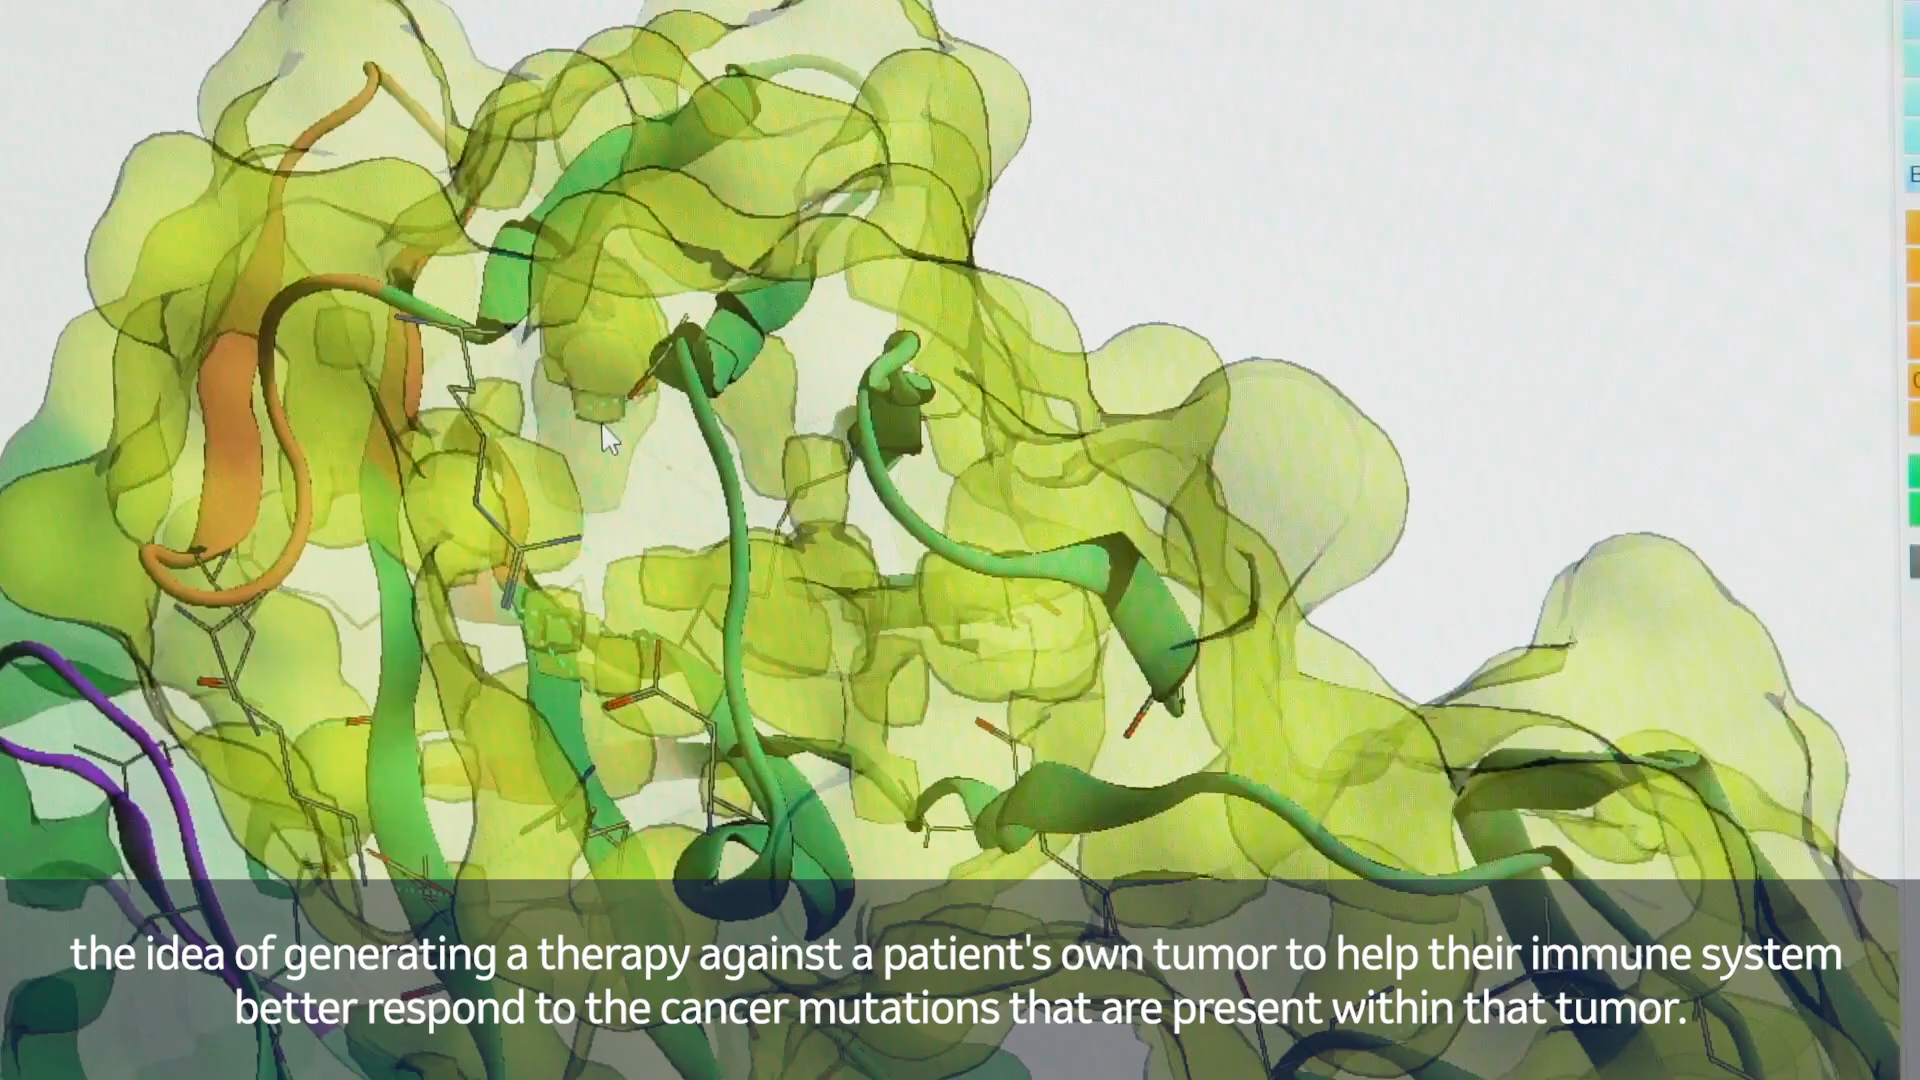 the idea of generating a therapy against a patient's own tumor to help their immune system
better respond to the cancer mutations that are present within that tumor.